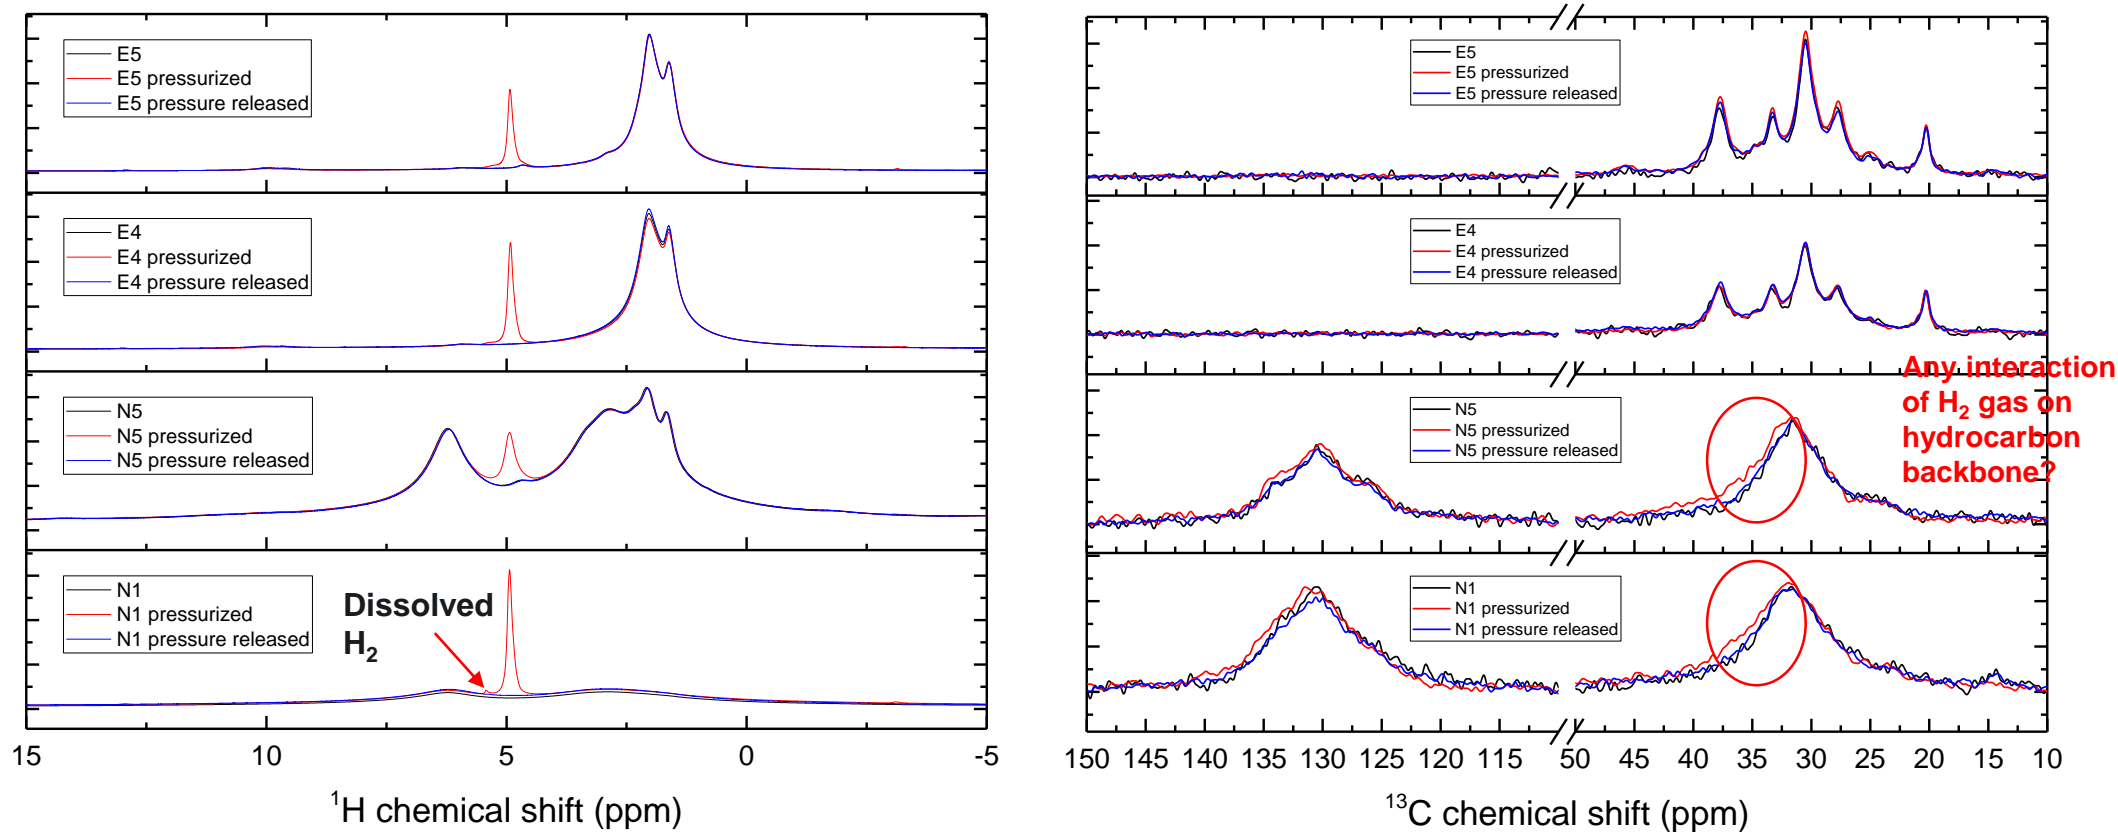 E5
E5 pressurized
E5 pressure released
E4
E4 pressurized
E4 pressure released
N5
N5 pressurized
N5 pressure released
N1
N1 pressurized
N1 pressure released
Dissolved
H₂
15 10 5 0 -5
¹H chemical shift (ppm)
E5
E5 pressurized
E5 pressure released
E4
E4 pressurized
E4 pressure released
Any interaction
of H₂ gas on
hydrocarbon
backbone?
N5
N5 pressurized
N5 pressure released
N1
N1 pressurized
N1 pressure released
150 145 140 135 130 125 120 115 50 45 40 35 30 25 20 15 10
¹³C chemical shift (ppm)